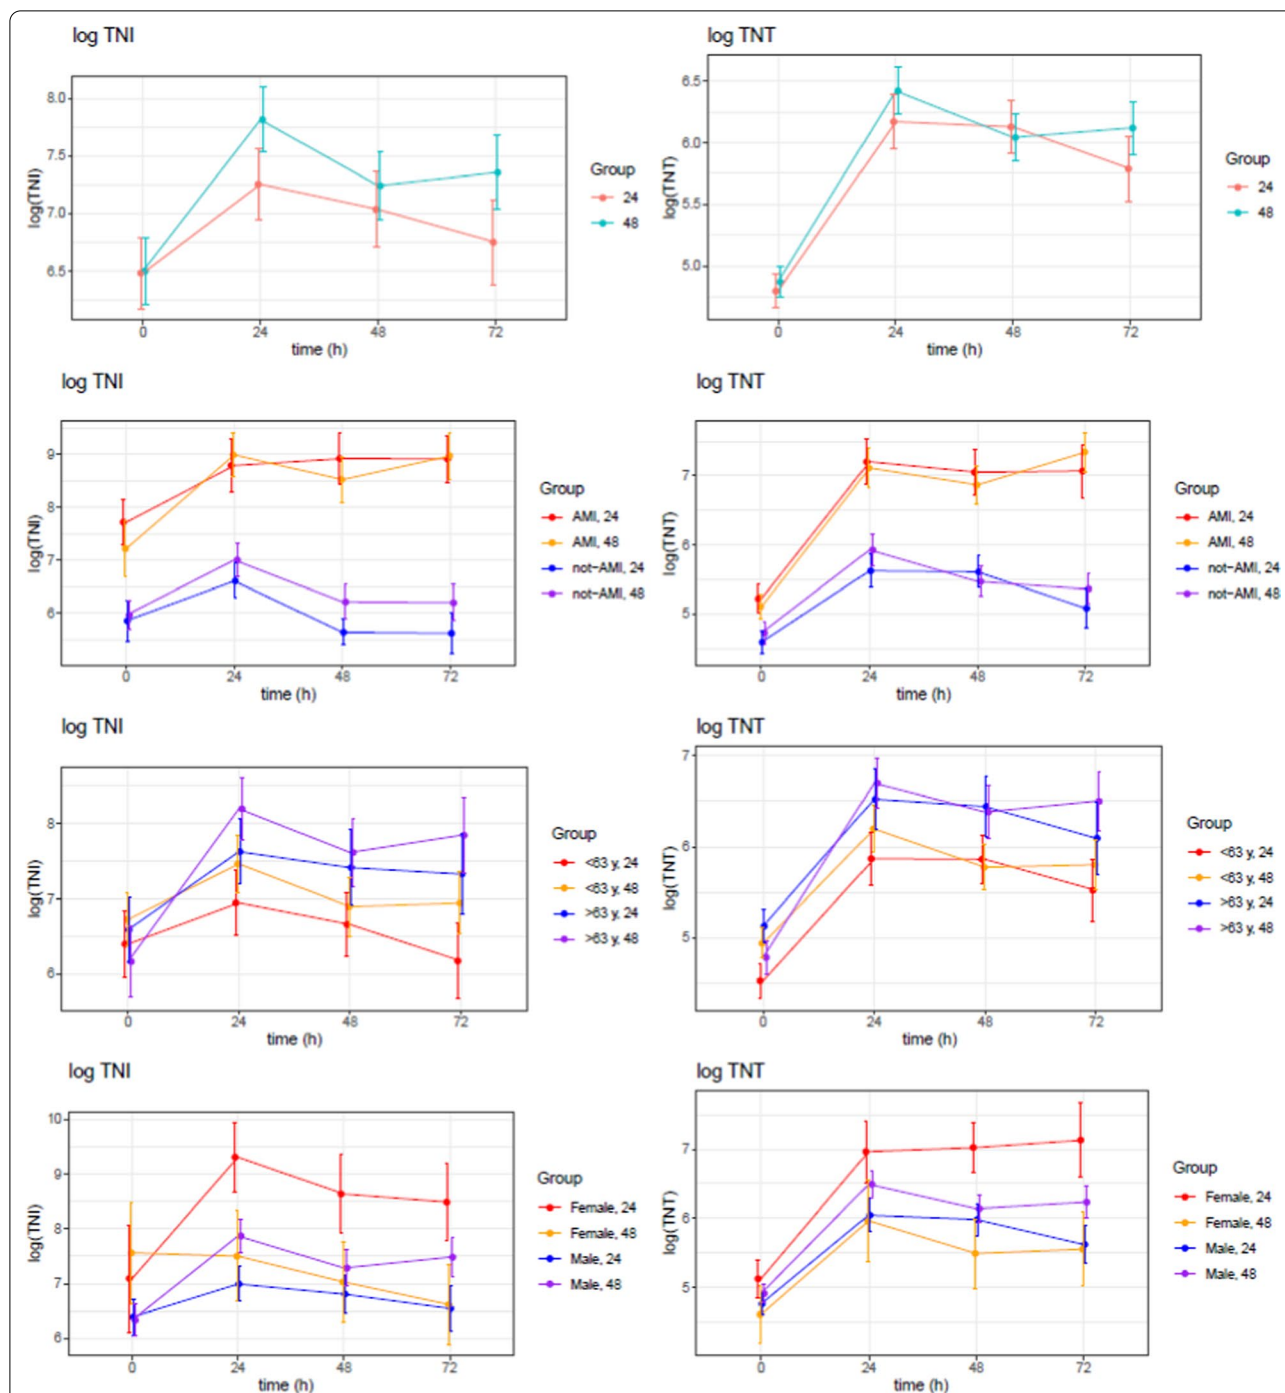 log TNI
log(TNI)
8.0
7.5
7.0
6.5
0 24 48 72
time (h)
Group
24
48
log TNT
log(TNT)
6.5
6.0
5.5
5.0
0 24 48 72
time (h)
Group
24
48
log TNI
log(TNI)
9
8
7
6
0 24 48 72
time (h)
Group
AMI, 24
AMI, 48
not-AMI, 24
not-AMI, 48
log TNT
log(TNT)
7
6
5
0 24 48 72
time (h)
Group
AMI, 24
AMI, 48
not-AMI, 24
not-AMI, 48
log TNI
log(TNI)
8
7
6
0 24 48 72
time (h)
Group
<63 y, 24
<63 y, 48
>63 y, 24
>63 y, 48
log TNT
log(TNT)
7
6
5
0 24 48 72
time (h)
Group
<63 y, 24
<63 y, 48
>63 y, 24
>63 y, 48
log TNI
log(TNI)
10
9
8
7
6
0 24 48 72
time (h)
Group
Female, 24
Female, 48
Male, 24
Male, 48
log TNT
log(TNT)
7
6
5
0 24 48 72
time (h)
Group
Female, 24
Female, 48
Male, 24
Male, 48